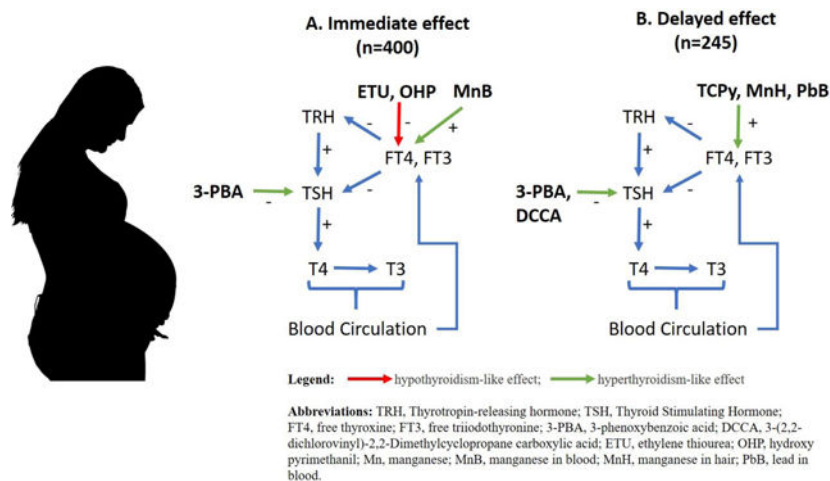 A. Immediate effect
(n=400)
ETU, OHP
MnB
TRH
-
-
+
+
FT4, FT3
3-PBA
-
TSH
-
+
T4
T3
Blood Circulation
B. Delayed effect
(n=245)
TCPy, MnH, PbB
TRH
-
+
+
FT4, FT3
3-PBA,
DCCA
-
TSH
-
+
T4
T3
Blood Circulation
Legend: hypothyroidism-like effect; hyperthyroidism-like effect
Abbreviations: TRH, Thyrotropin-releasing hormone; TSH, Thyroid Stimulating Hormone;
FT4, free thyroxine; FT3, free triiodothyronine; 3-PBA, 3-phenoxybenzoic acid; DCCA, 3-(2,2-
dichlorovinyl)-2,2-Dimethylcyclopane carboxylic acid; ETU, ethylene thiourea; OHP, hydroxy
pyrimethanil; Mn, manganese; MnB, manganese in blood; MnH, manganese in hair; PbB, lead in
blood.